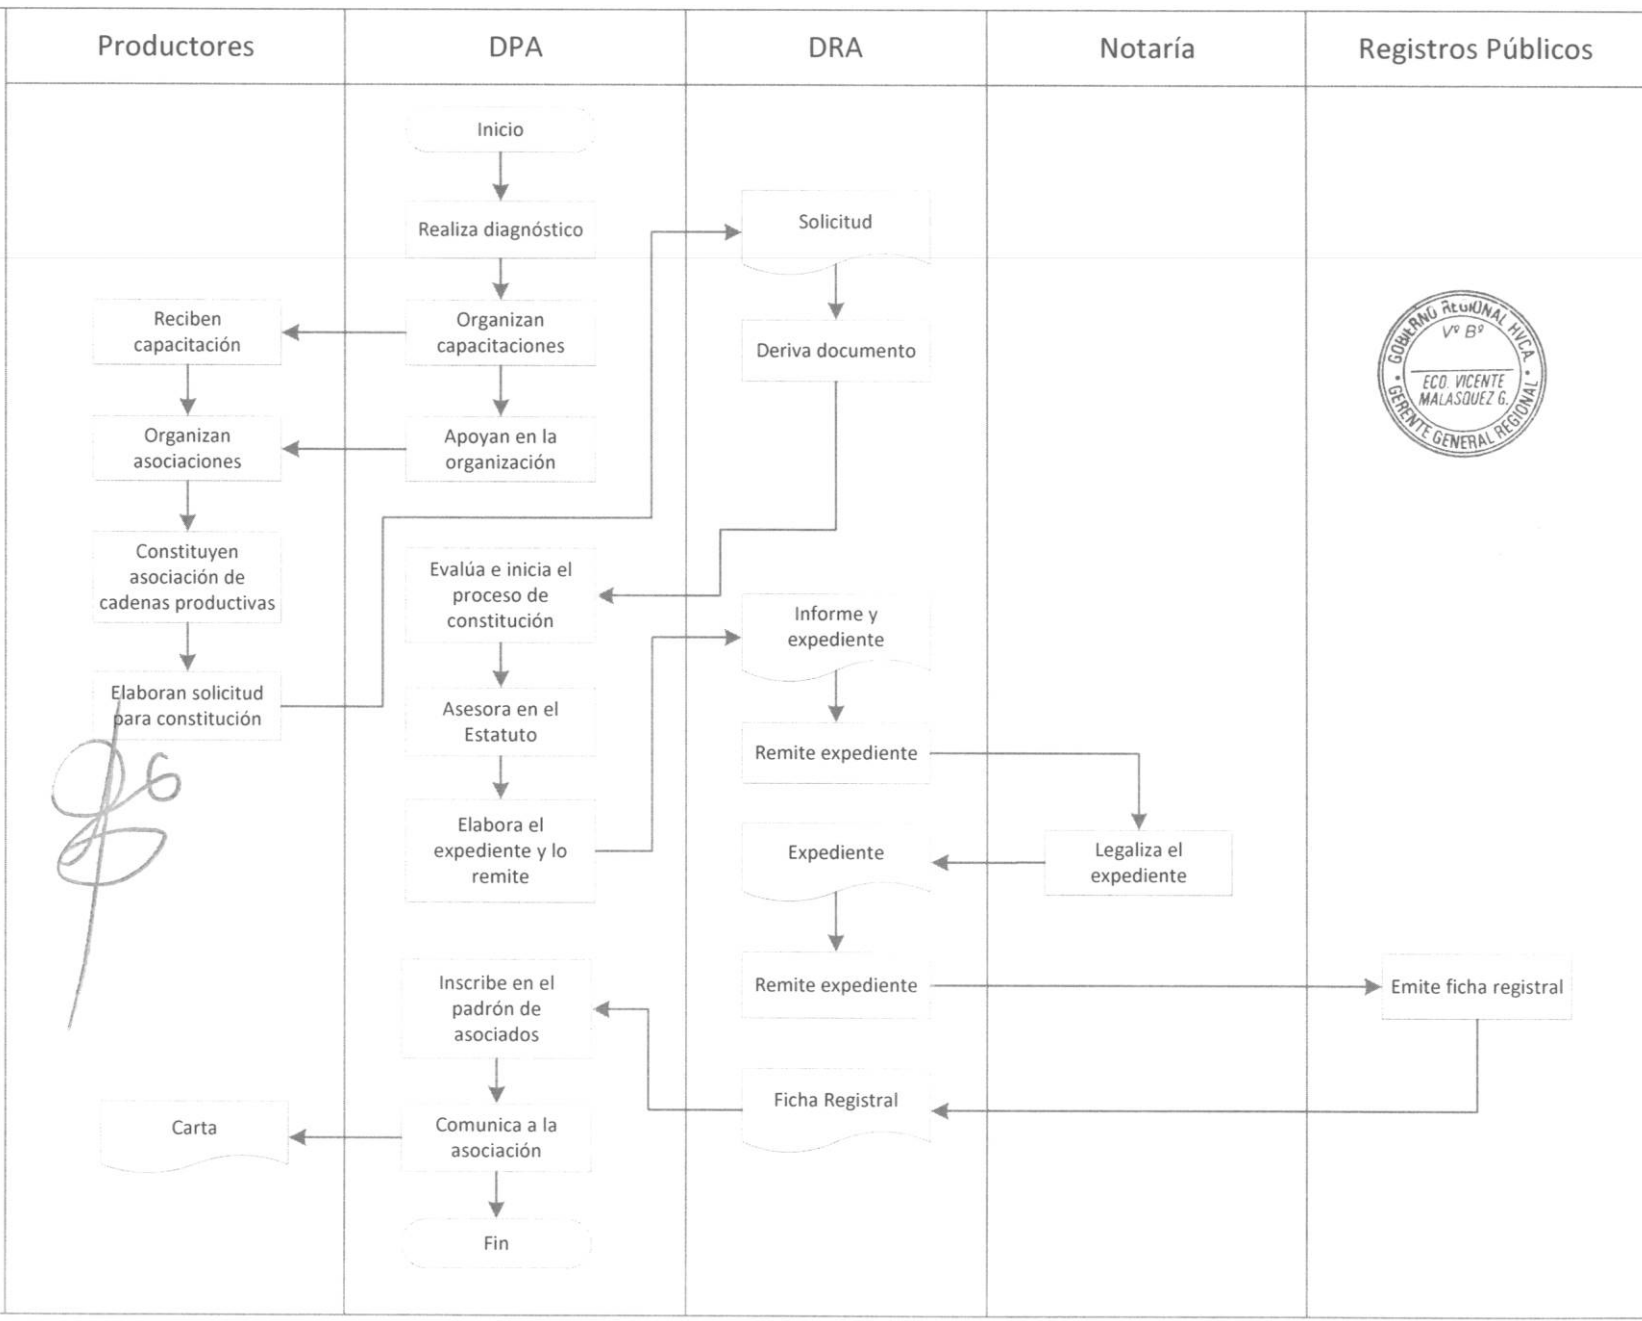 Productores
DPA
DRA
Notaría
Registros Públicos
Inicio
Realiza diagnóstico
Solicitud
Reciben
capacitación
Organizan
capacitaciones
Deriva documento
Organizan
asociaciones
Apoyan en la
organización
Constituyen
asociación de
cadenas productivas
Evalúa e inicia el
proceso de
constitución
Informe y
expediente
Elaboran solicitud
para constitución
Asesora en el
Estatuto
Remite expediente
Elabora el
expediente y lo
remite
Expediente
Legaliza el
expediente
Inscribe en el
padrón de
asociados
Remite expediente
Emite ficha registral
Ficha Registral
Carta
Comunica a la
asociación
Fin
GOBIERNO REGIONAL HVCA.
Vº Bº
ECO. VICENTE
MALASQUEZ G.
GERENTE GENERAL REGIONAL